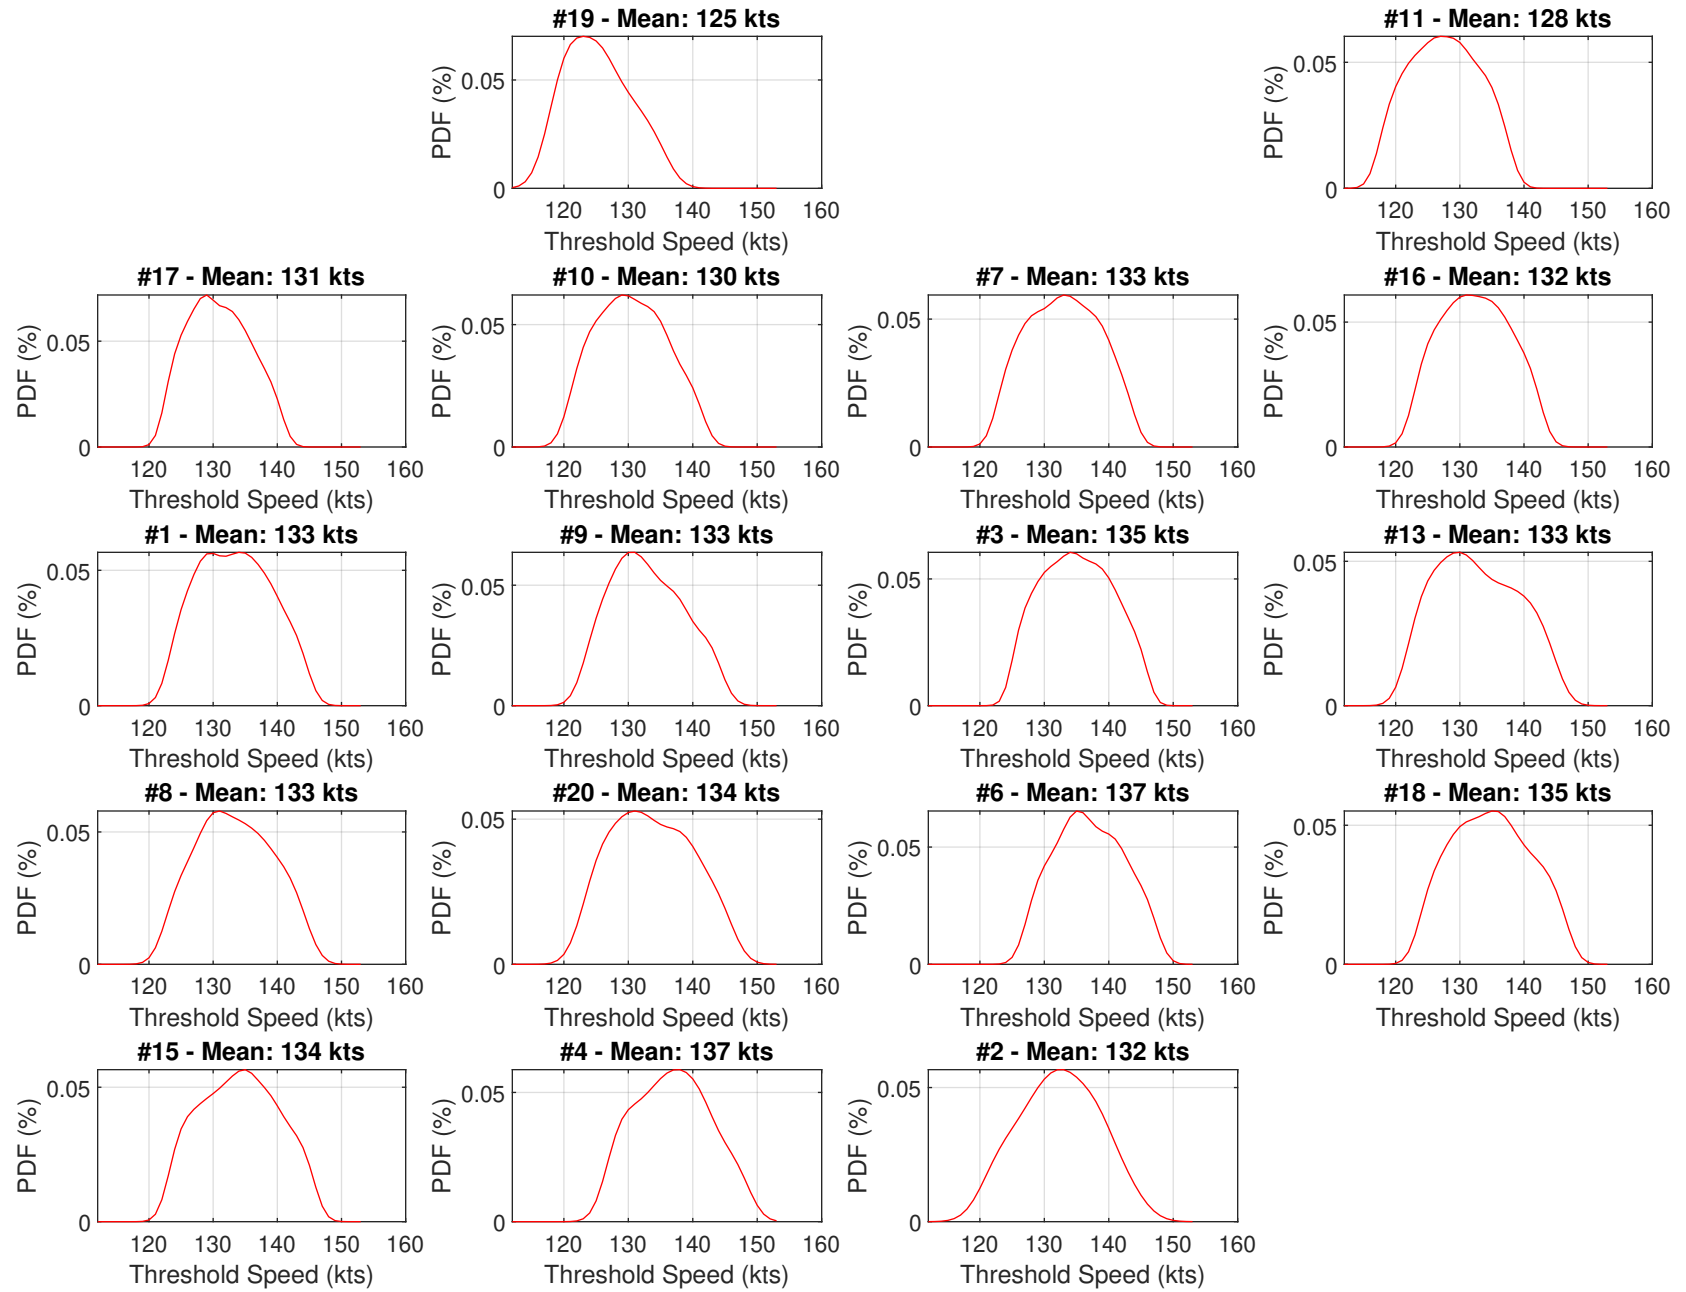 #19 - Mean: 125 kts
PDF (%)
0.05
0
120 130 140 150 160
Threshold Speed (kts)
#11 - Mean: 128 kts
PDF (%)
0.05
0
120 130 140 150 160
Threshold Speed (kts)
#17 - Mean: 131 kts
PDF (%)
0.05
0
120 130 140 150 160
Threshold Speed (kts)
#10 - Mean: 130 kts
PDF (%)
0.05
0
120 130 140 150 160
Threshold Speed (kts)
#7 - Mean: 133 kts
PDF (%)
0.05
0
120 130 140 150 160
Threshold Speed (kts)
#16 - Mean: 132 kts
PDF (%)
0.05
0
120 130 140 150 160
Threshold Speed (kts)
#1 - Mean: 133 kts
PDF (%)
0.05
0
120 130 140 150 160
Threshold Speed (kts)
#9 - Mean: 133 kts
PDF (%)
0.05
0
120 130 140 150 160
Threshold Speed (kts)
#3 - Mean: 135 kts
PDF (%)
0.05
0
120 130 140 150 160
Threshold Speed (kts)
#13 - Mean: 133 kts
PDF (%)
0.05
0
120 130 140 150 160
Threshold Speed (kts)
#8 - Mean: 133 kts
PDF (%)
0.05
0
120 130 140 150 160
Threshold Speed (kts)
#20 - Mean: 134 kts
PDF (%)
0.05
0
120 130 140 150 160
Threshold Speed (kts)
#6 - Mean: 137 kts
PDF (%)
0.05
0
120 130 140 150 160
Threshold Speed (kts)
#18 - Mean: 135 kts
PDF (%)
0.05
0
120 130 140 150 160
Threshold Speed (kts)
#15 - Mean: 134 kts
PDF (%)
0.05
0
120 130 140 150 160
Threshold Speed (kts)
#4 - Mean: 137 kts
PDF (%)
0.05
0
120 130 140 150 160
Threshold Speed (kts)
#2 - Mean: 132 kts
PDF (%)
0.05
0
120 130 140 150 160
Threshold Speed (kts)